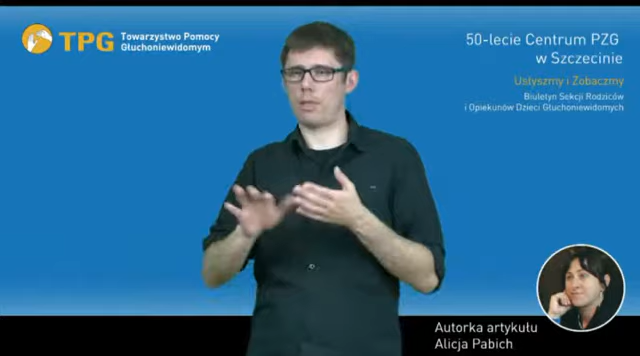 TPG
Towarzystwo Pomocy
Głuchoniewidomym
50-lecie Centrum PZG
w Szczecinie
Usłyszmy i Zobaczmy
Biuletyn Sekcji Rodziców
i Opiekunów Dzieci Głuchoniewidomych
Autorka artykułu
Alicja Pabich